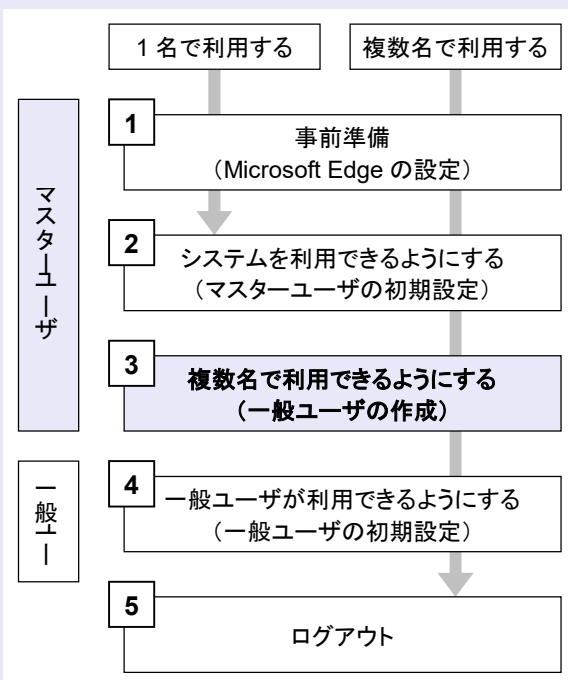 1 名で利用する
複数名で利用する
マスターユーザ
1
事前準備
（Microsoft Edge の設定）
2
システムを利用できるようにする
（マスターユーザの初期設定）
3
複数名で利用できるようにする
（一般ユーザの作成）
一般ユー
4
一般ユーザが利用できるようにする
（一般ユーザの初期設定）
5
ログアウト